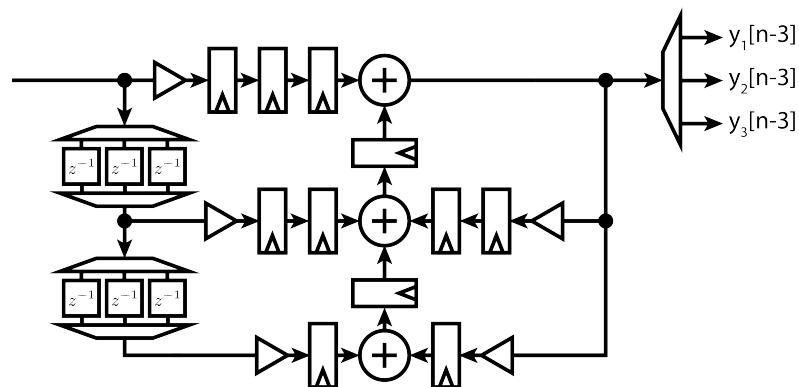 y₁[n-3]
y₂[n-3]
y₃[n-3]
z⁻¹ z⁻¹ z⁻¹
z⁻¹ z⁻¹ z⁻¹